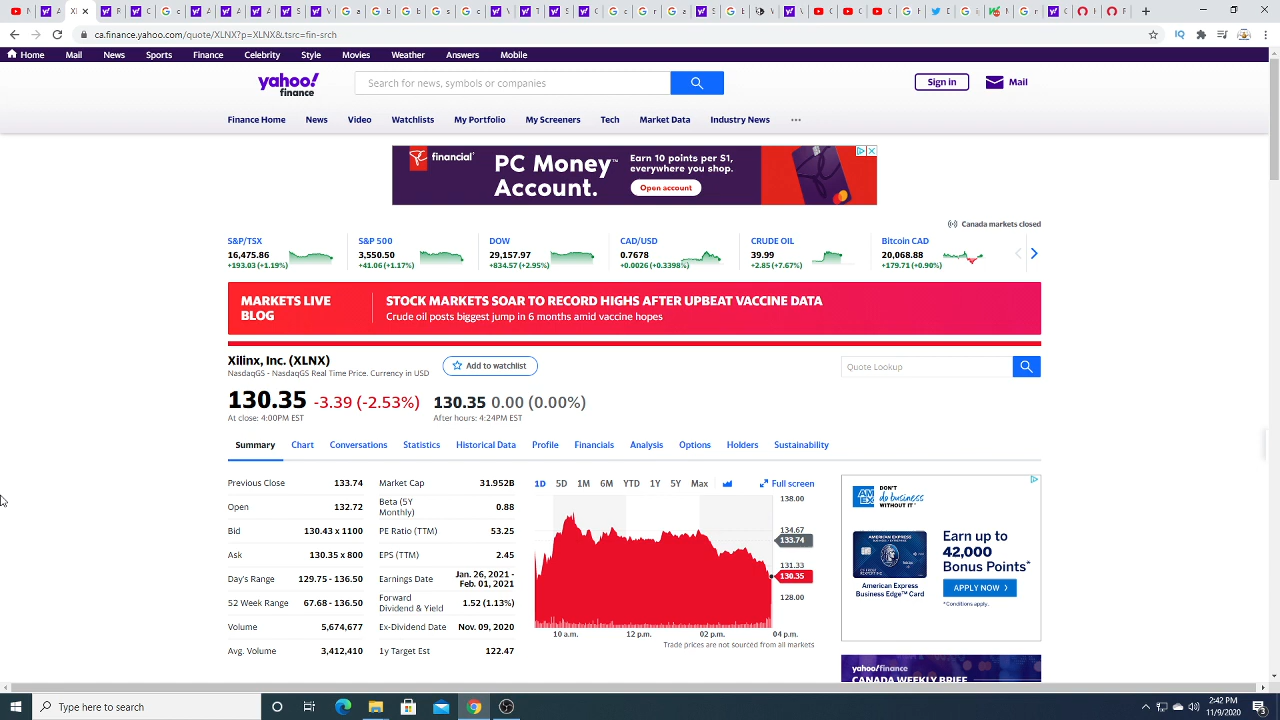 ca.finance.yahoo.com/quote/XLNX?p=XLNX&.tsrc=fin-srch
Home Mail News Sports Finance Celebrity Style Movies Weather Answers Mobile
yahoo!
finance
Search for news, symbols or companies
Sign in
Mail
Finance Home News Video Watchlists My Portfolio My Screeners Tech Market Data Industry News
financial
PC Money™
Account.
Earn 10 points per $1,
everywhere you shop.
Open account
Canada markets closed
S&P/TSX
16,475.86
+193.03 (+1.19%)
S&P 500
3,550.50
+41.06 (+1.17%)
DOW
29,157.97
+834.57 (+2.95%)
CAD/USD
0.7678
+0.0026 (+0.3398%)
CRUDE OIL
39.99
+2.85 (+7.67%)
Bitcoin CAD
20,068.88
+179.71 (+0.90%)
MARKETS LIVE
BLOG
STOCK MARKETS SOAR TO RECORD HIGHS AFTER UPBEAT VACCINE DATA
Crude oil posts biggest jump in 6 months amid vaccine hopes
Xilinx, Inc. (XLNX)
NasdaqGS - NasdaqGS Real Time Price. Currency in USD
Add to watchlist
Quote Lookup
130.35 -3.39 (-2.53%)
At close: 4:00PM EST
130.35 0.00 (0.00%)
After hours: 4:24PM EST
Summary Chart Conversations Statistics Historical Data Profile Financials Analysis Options Holders Sustainability
Previous Close 133.74
Open 132.72
Bid 130.43 x 1100
Ask 130.35 x 800
Day's Range 129.73 - 136.50
52 Week Range 67.68 - 136.50
Volume 5,674,677
Avg. Volume 3,412,410
Market Cap 31.952B
Beta (5Y
Monthly) 0.88
PE Ratio (TTM) 53.25
EPS (TTM) 2.45
Earnings Date Jan. 26, 2021 -
Feb. 01, 2021
Forward
Dividend & Yield 1.52 (1.13%)
Ex-Dividend Date Nov. 09, 2020
1y Target Est 122.47
1D 5D 1M 6M YTD 1Y 5Y Max
Full screen
138.00
134.67
133.74
131.33
130.35
128.00
10 a.m. 12 p.m. 02 p.m. 04 p.m.
Trade prices are not sourced from all markets
DON'T
do business
WITHOUT IT™
Earn up to
42,000
Bonus Points*
APPLY NOW
American Express
Business Edge™ Card
*Conditions apply.
yahoo!finance
CANADA WEEKLY BRIEF
Type here to search
2:42 PM
11/9/2020